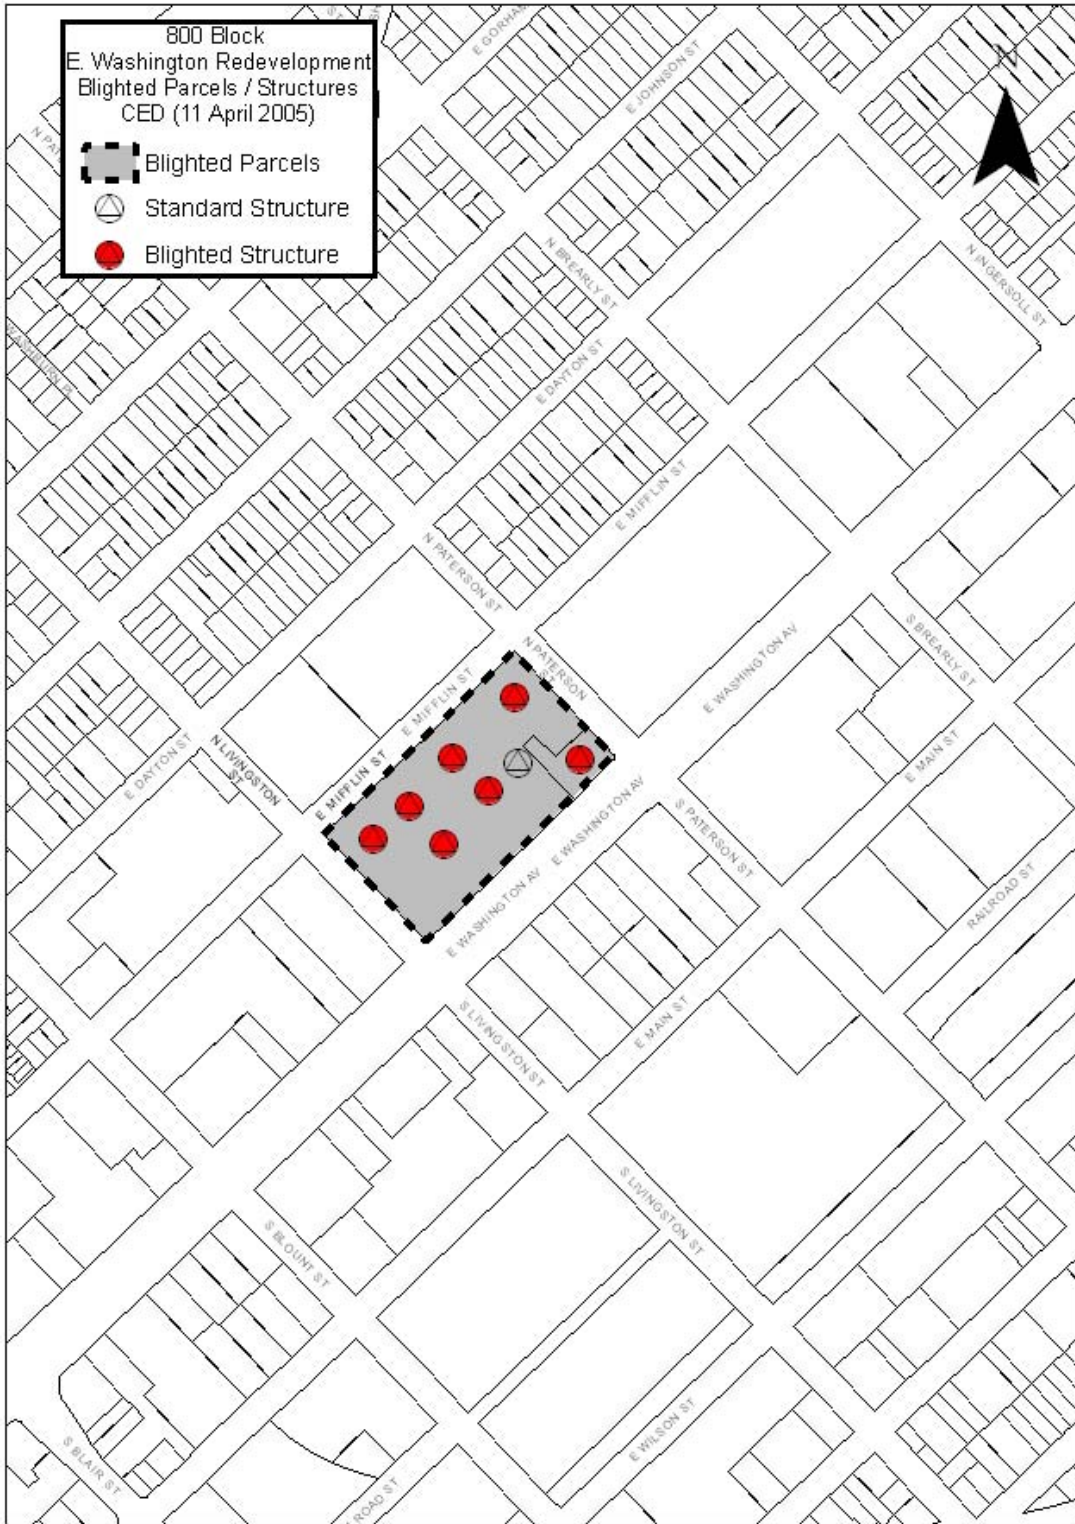 800 Block
E. Washington Redevelopment
Blighted Parcels / Structures
CED (11 April 2005)
Blighted Parcels
Standard Structure
Blighted Structure
N
E GORHAM
E JOHNSON ST
N BREARLY ST
N INGERSOLL ST
E DAYTON ST
E MIFFLIN ST
N PATERSON ST
N PATERSON
ST
E WASHINGTON AV
S BREARLY ST
E MIFFLIN ST
E MIFFLIN ST
E DAYTON ST
N LIVINGSTON
ST
E MAIN ST
E WASHINGTON AV
S PATERSON ST
E WASHINGTON AV
RAILROAD ST
S LIVINGSTON ST
E MAIN ST
S LIVINGSTON ST
S BLOUNT ST
E WILSON ST
S BLAIR ST
ROAD ST